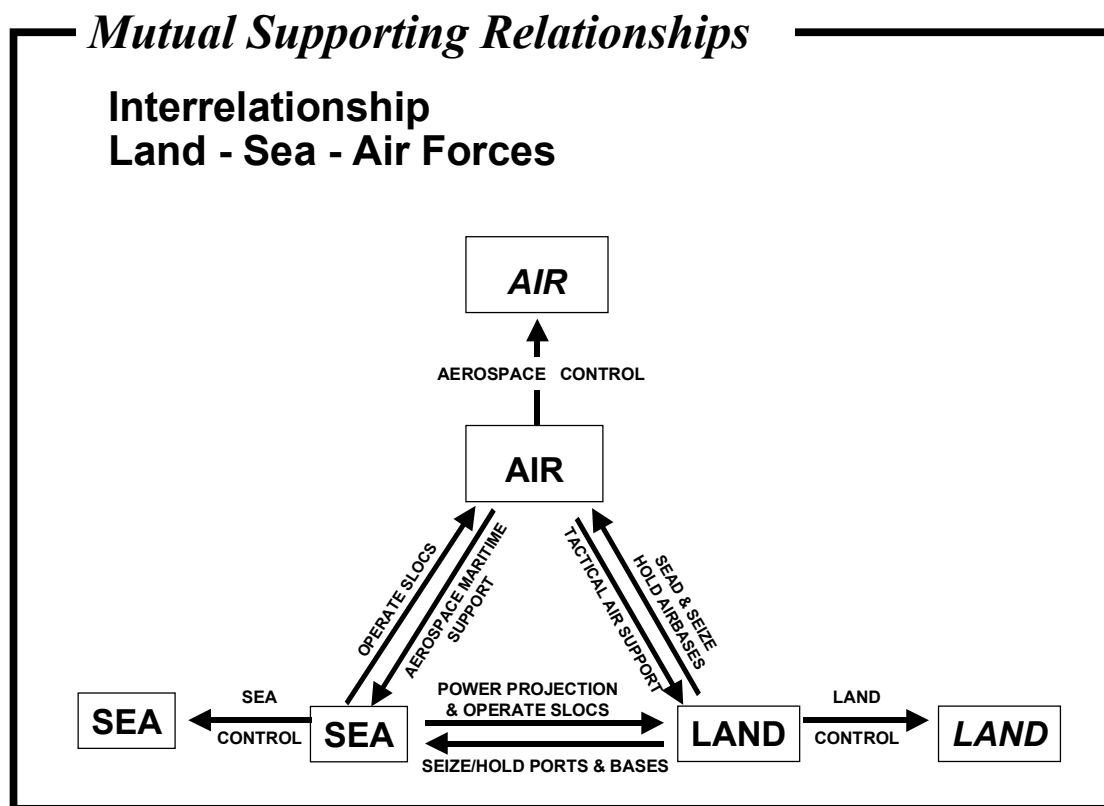 Mutual Supporting Relationships
Interrelationship
Land - Sea - Air Forces
AIR
AEROSPACE CONTROL
AIR
OPERATE SLOCS
AEROSPACE MARITIME
SUPPORT
TACTICAL AIR SUPPORT
SEAD & SEIZE
HOLD AIRBASES
SEA
SEA
CONTROL
SEA
POWER PROJECTION
& OPERATE SLOCS
SEIZE/HOLD PORTS & BASES
LAND
LAND
CONTROL
LAND